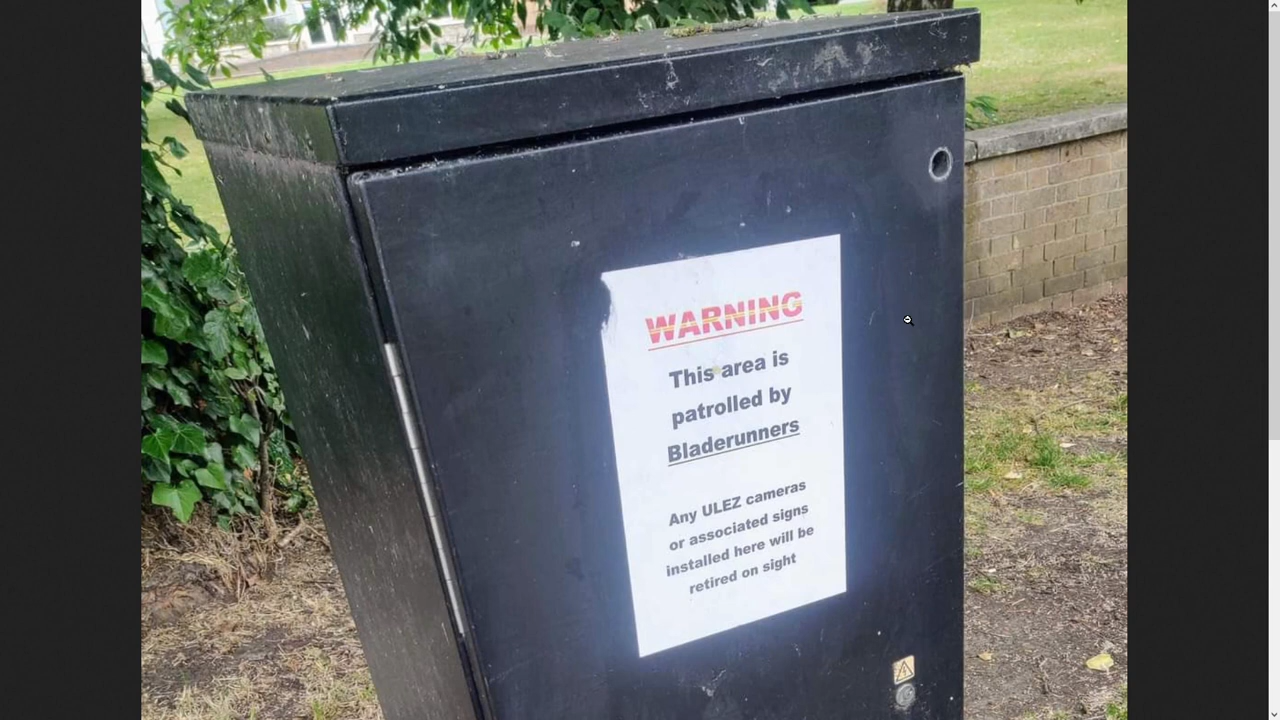 WARNING
This area is
patrolled by
Bladerunners
Any ULEZ cameras
or associated signs
installed here will be
retired on sight